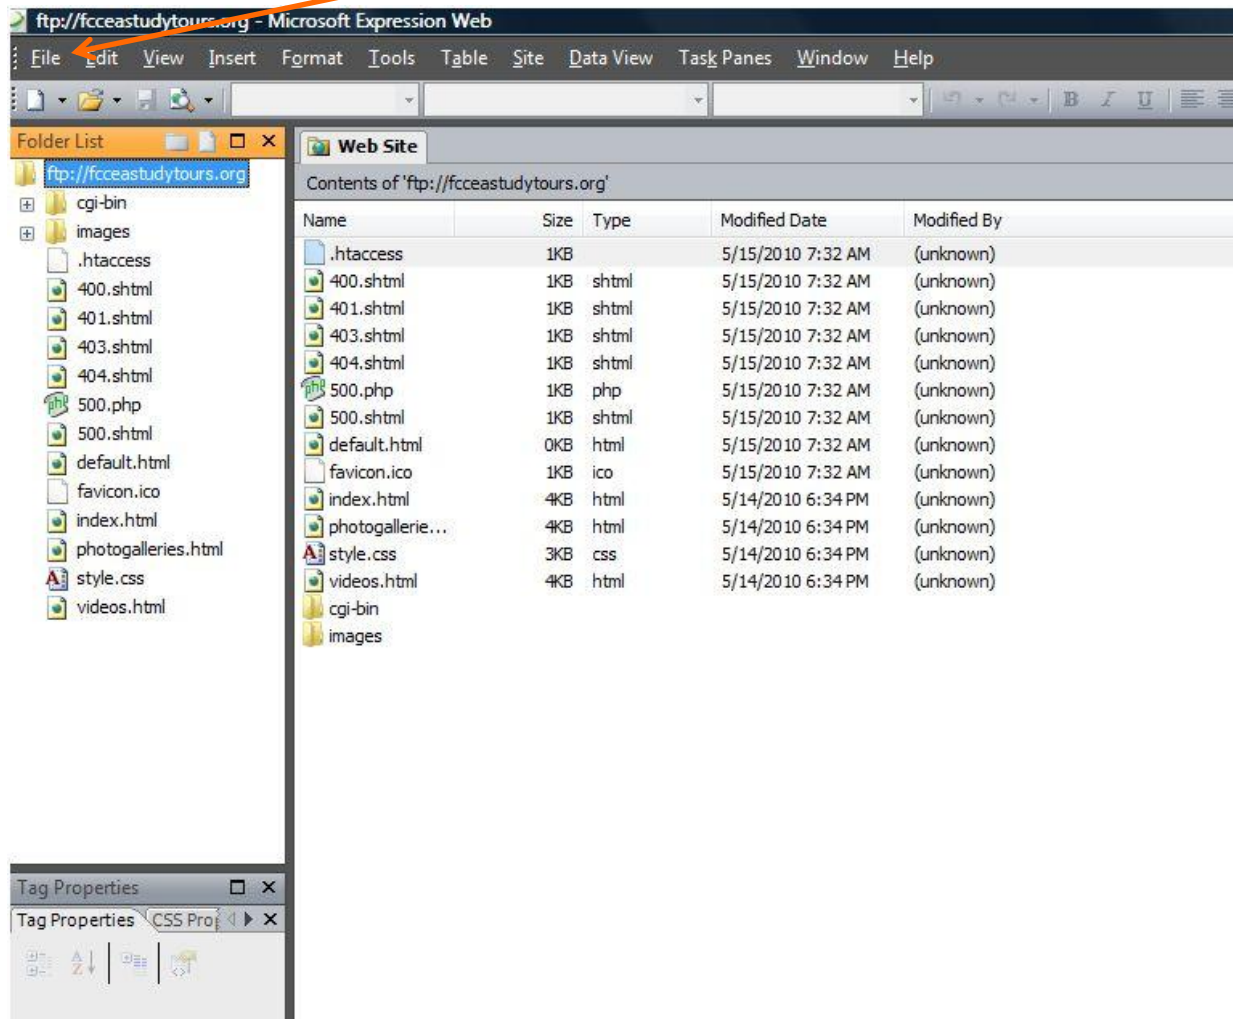 ftp://fcceastudytours.org - Microsoft Expression Web
File Edit View Insert Format Tools Table Site Data View Task Panes Window Help
B I U
Folder List
ftp://fcceastudytours.org
cgi-bin
images
.htaccess
400.shtml
401.shtml
403.shtml
404.shtml
500.php
500.shtml
default.html
favicon.ico
index.html
photogalleries.html
style.css
videos.html
Web Site
Contents of 'ftp://fcceastudytours.org'
Name Size Type Modified Date Modified By
.htaccess 1KB 5/15/2010 7:32 AM (unknown)
400.shtml 1KB shtml 5/15/2010 7:32 AM (unknown)
401.shtml 1KB shtml 5/15/2010 7:32 AM (unknown)
403.shtml 1KB shtml 5/15/2010 7:32 AM (unknown)
404.shtml 1KB shtml 5/15/2010 7:32 AM (unknown)
500.php 1KB php 5/15/2010 7:32 AM (unknown)
500.shtml 1KB shtml 5/15/2010 7:32 AM (unknown)
default.html 0KB html 5/15/2010 7:32 AM (unknown)
favicon.ico 1KB ico 5/15/2010 7:32 AM (unknown)
index.html 4KB html 5/14/2010 6:34 PM (unknown)
photogallerie... 4KB html 5/14/2010 6:34 PM (unknown)
style.css 3KB css 5/14/2010 6:34 PM (unknown)
videos.html 4KB html 5/14/2010 6:34 PM (unknown)
cgi-bin
images
Tag Properties
Tag Properties CSS Prop